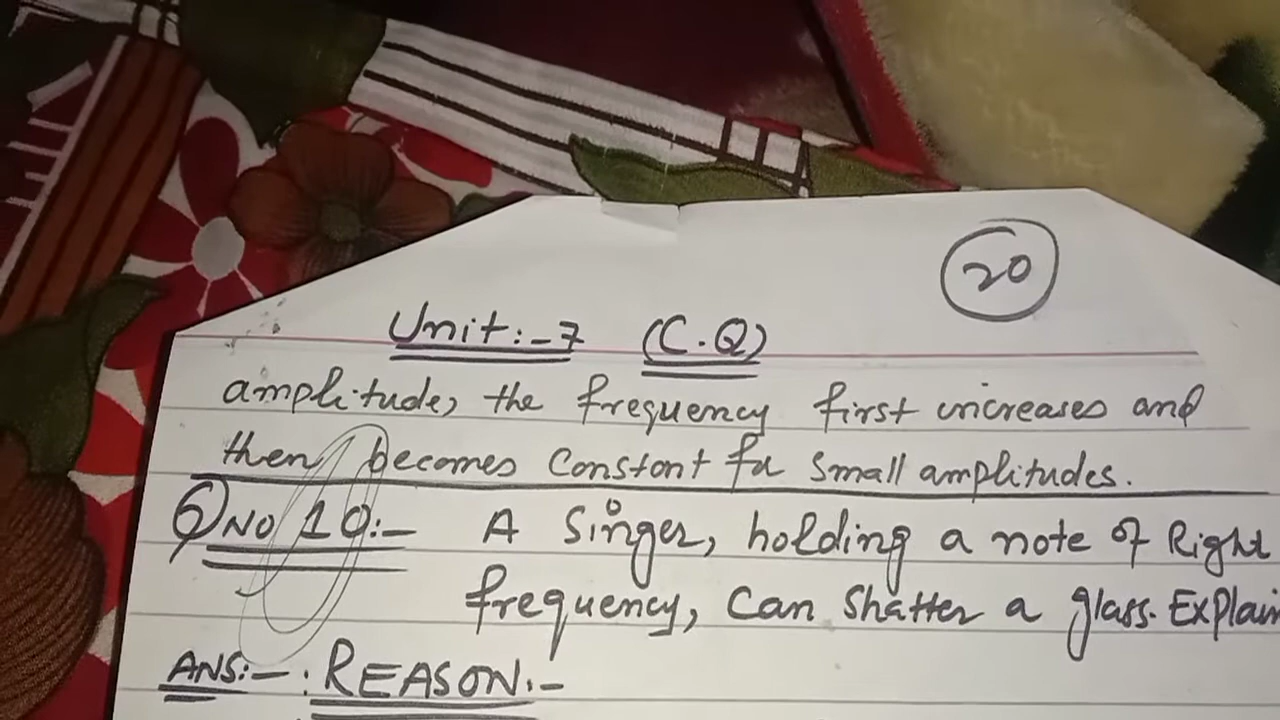 20
Unit:-7 (C.Q)
amplitude, the frequency first increases and
then becomes Constant for small amplitudes.
Q NO 10:- A Singer, holding a note of Right
frequency, Can Shatter a glass. Explain
ANS:- : REASON:-